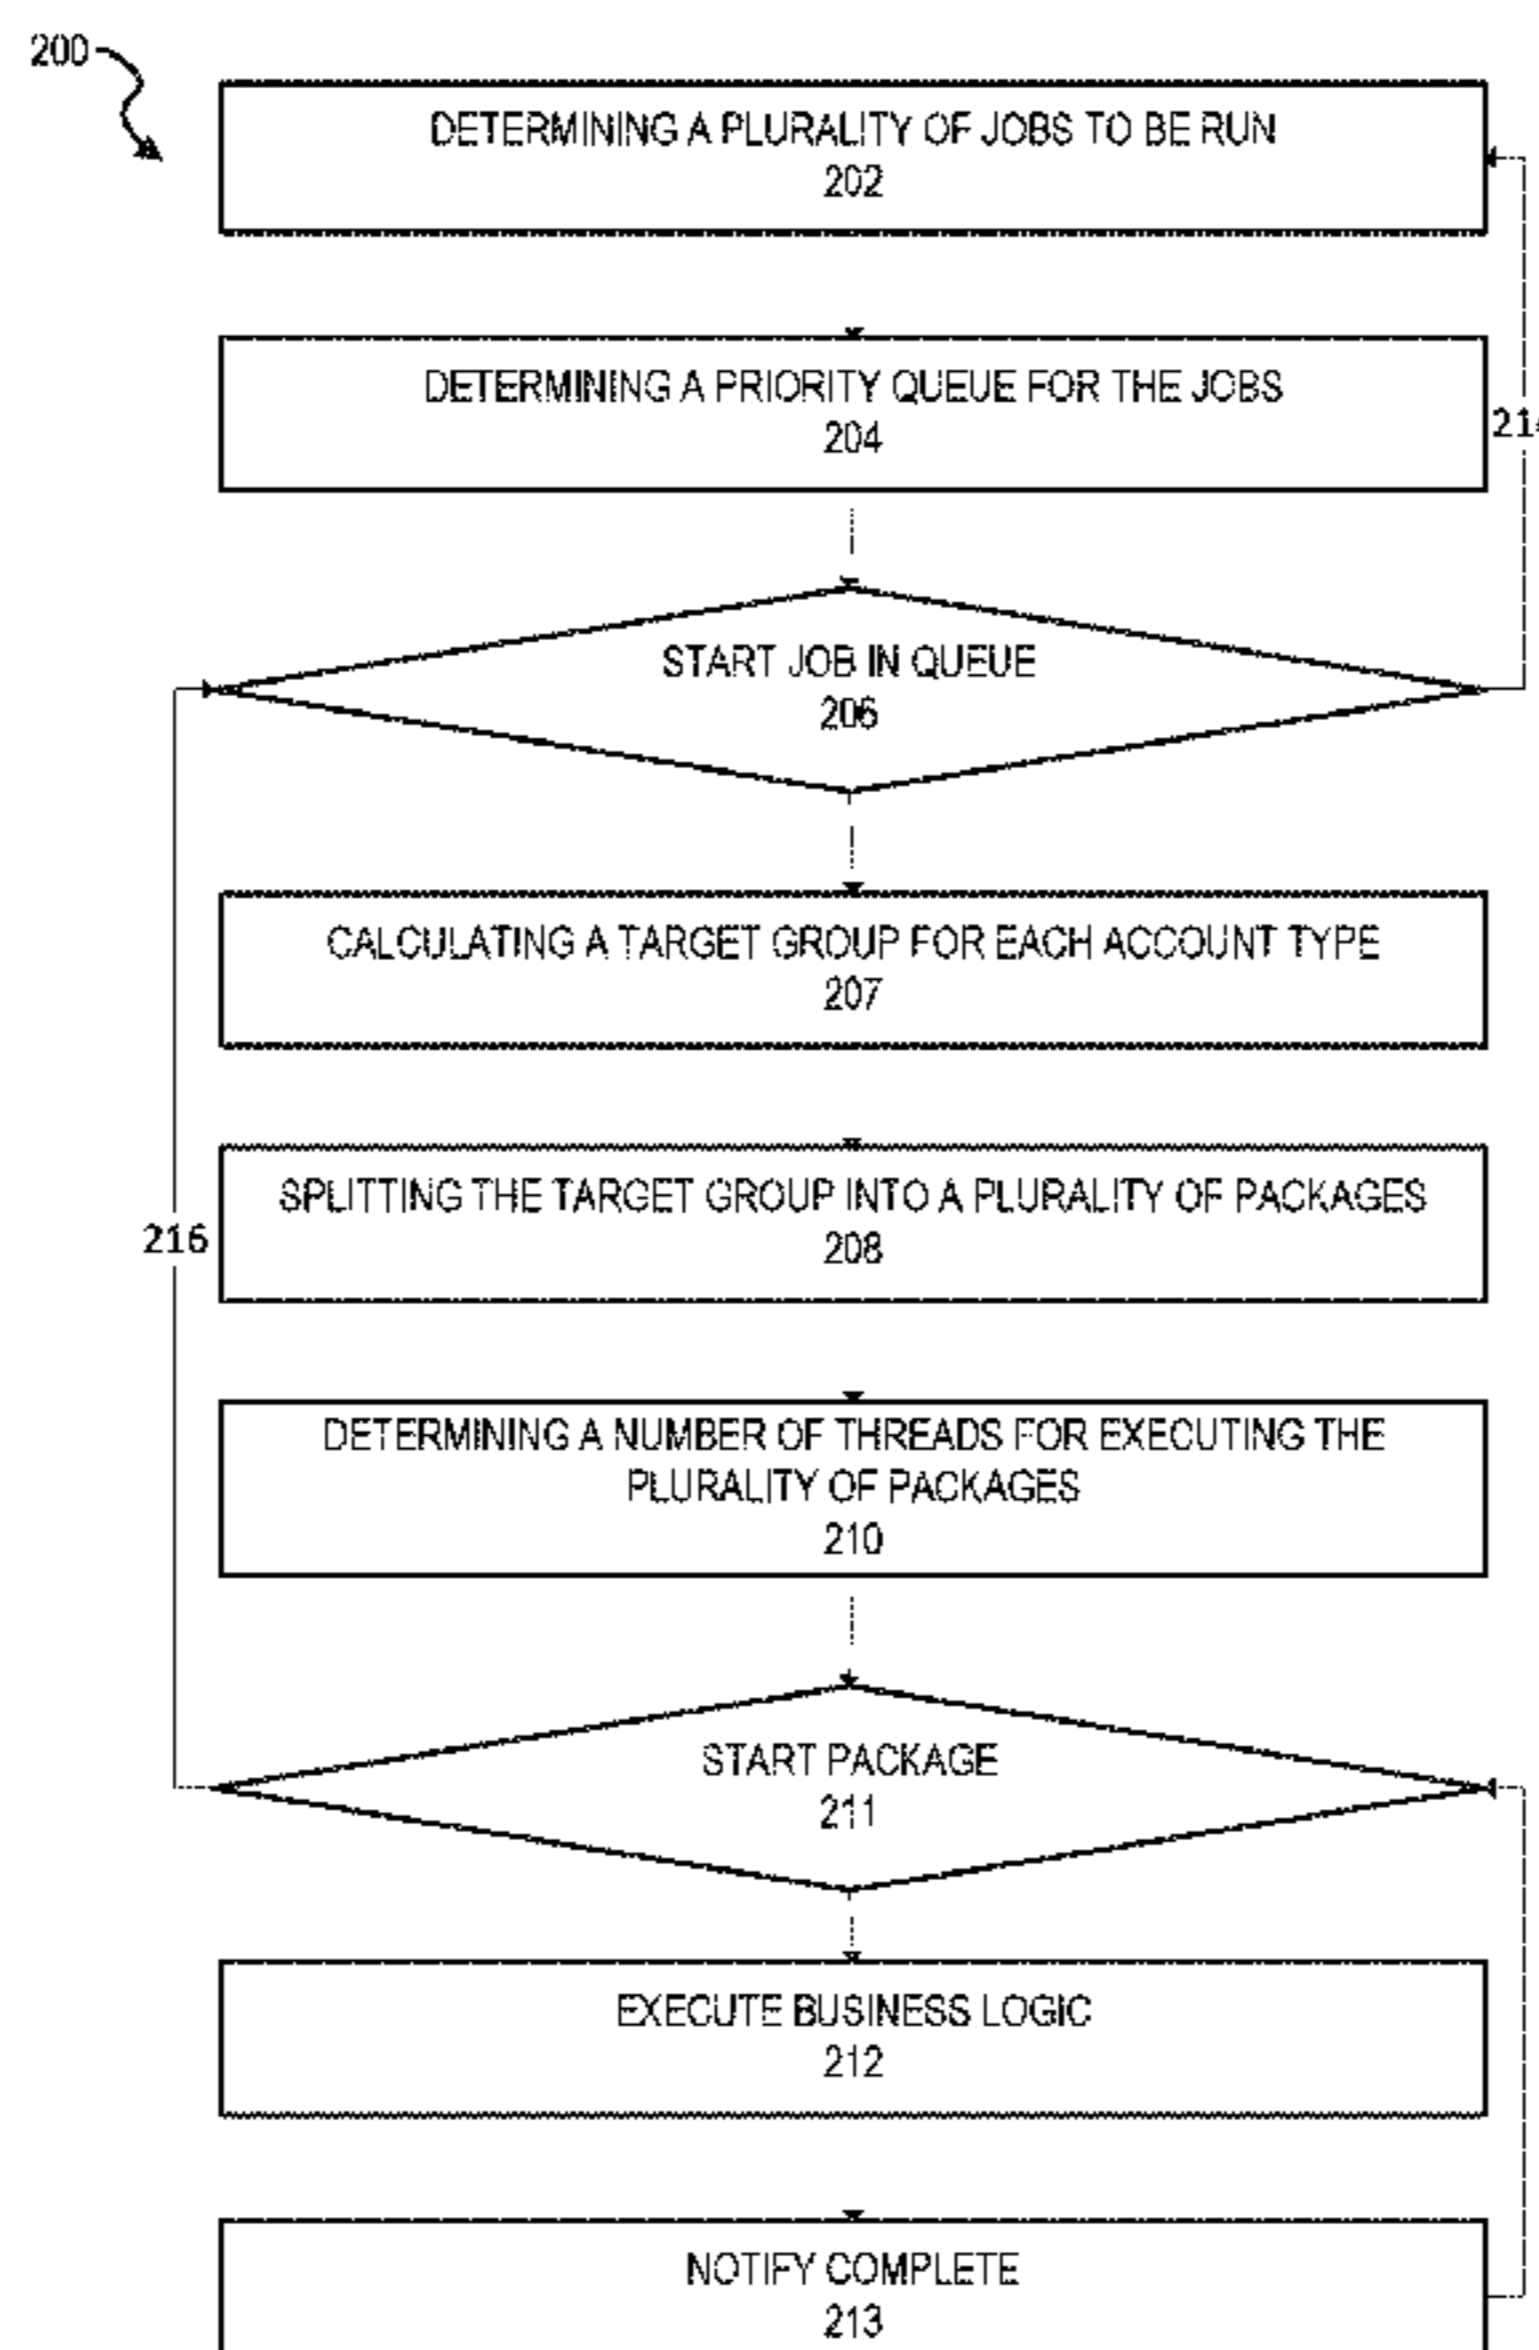 200
DETERMINING A PLURALITY OF JOBS TO BE RUN
202
DETERMINING A PRIORITY QUEUE FOR THE JOBS
204
214
START JOB IN QUEUE
206
CALCULATING A TARGET GROUP FOR EACH ACCOUNT TYPE
207
SPLITTING THE TARGET GROUP INTO A PLURALITY OF PACKAGES
216
208
DETERMINING A NUMBER OF THREADS FOR EXECUTING THE
PLURALITY OF PACKAGES
210
START PACKAGE
211
EXECUTE BUSINESS LOGIC
212
NOTIFY COMPLETE
213